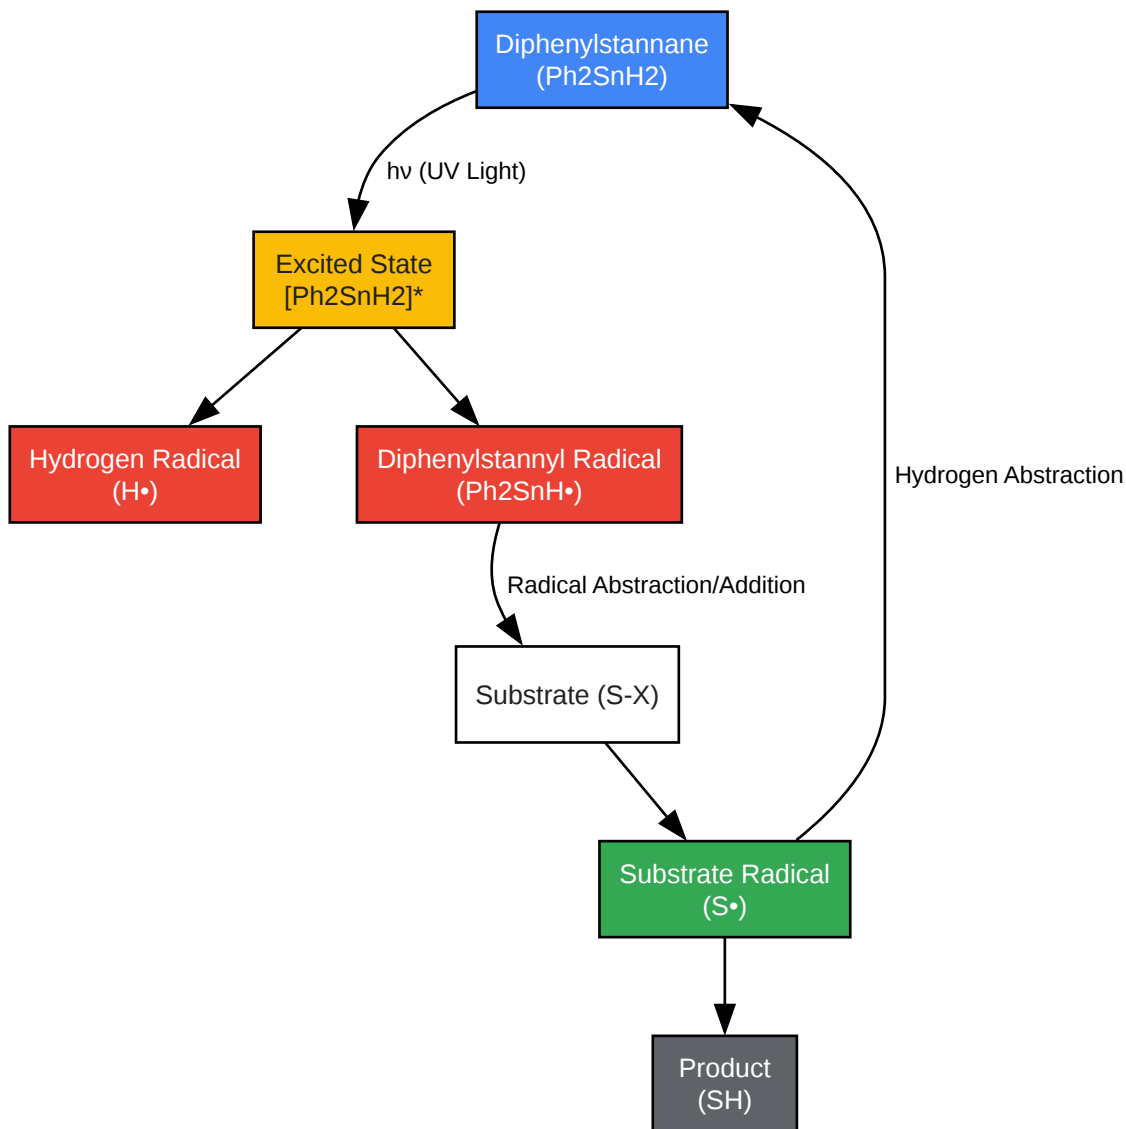 Diphenylstannane
(Ph2SnH2)
hν (UV Light)
Excited State
[Ph2SnH2]*
Hydrogen Radical
(H•)
Diphenylstannyl Radical
(Ph2SnH•)
Hydrogen Abstraction
Radical Abstraction/Addition
Substrate (S-X)
Substrate Radical
(S•)
Product
(SH)